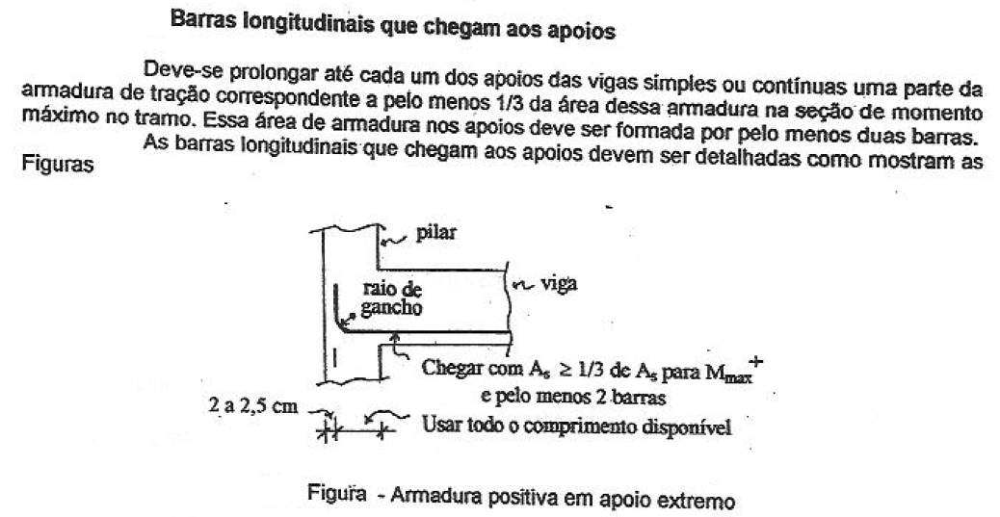 Barras longitudinais que chegam aos apoios
Deve-se prolongar até cada um dos apoios das vigas simples ou contínuas uma parte da
armadura de tração correspondente a pelo menos 1/3 da área dessa armadura na seção de momento
máximo no tramo. Essa área de armadura nos apoios deve ser formada por pelo menos duas barras.
As barras longitudinais que chegam aos apoios devem ser detalhadas como mostram as
Figuras
pilar
viga
raio de
gancho
Chegar com As ≥ 1/3 de As para Mmax+
e pelo menos 2 barras
2 a 2,5 cm
Usar todo o comprimento disponível
Figura - Armadura positiva em apoio extremo